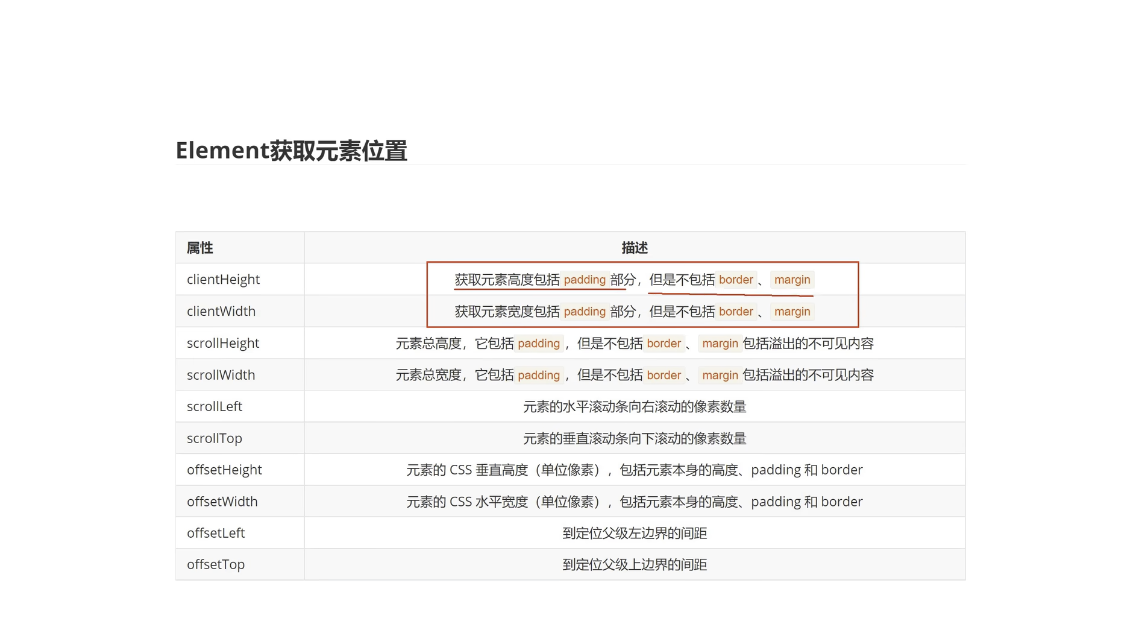 Element获取元素位置
属性 描述
clientHeight 获取元素高度包括 padding 部分，但是不包括 border 、 margin
clientWidth 获取元素宽度包括 padding 部分，但是不包括 border 、 margin
scrollHeight 元素总高度，它包括 padding ，但是不包括 border 、 margin 包括溢出的不可见内容
scrollWidth 元素总宽度，它包括 padding ，但是不包括 border 、 margin 包括溢出的不可见内容
scrollLeft 元素的水平滚动条向右滚动的像素数量
scrollTop 元素的垂直滚动条向下滚动的像素数量
offsetHeight 元素的 CSS 垂直高度（单位像素），包括元素本身的高度、padding 和 border
offsetWidth 元素的 CSS 水平宽度（单位像素），包括元素本身的高度、padding 和 border
offsetLeft 到定位父级左边界的间距
offsetTop 到定位父级上边界的间距